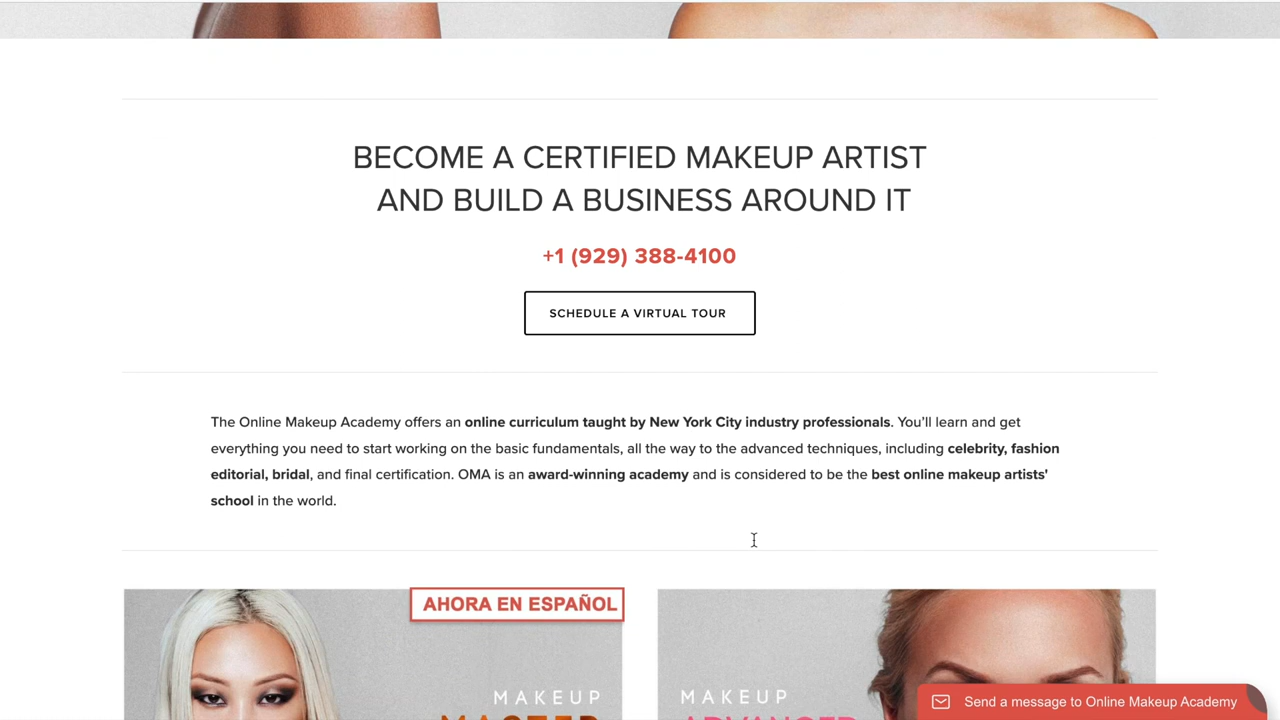 BECOME A CERTIFIED MAKEUP ARTIST
AND BUILD A BUSINESS AROUND IT
+1 (929) 388-4100
SCHEDULE A VIRTUAL TOUR
The Online Makeup Academy offers an online curriculum taught by New York City industry professionals. You’ll learn and get
everything you need to start working on the basic fundamentals, all the way to the advanced techniques, including celebrity, fashion
editorial, bridal, and final certification. OMA is an award-winning academy and is considered to be the best online makeup artists'
school in the world.
AHORA EN ESPAÑOL
MAKEUP
MASTER
MAKEUP
ADVANCED
Send a message to Online Makeup Academy